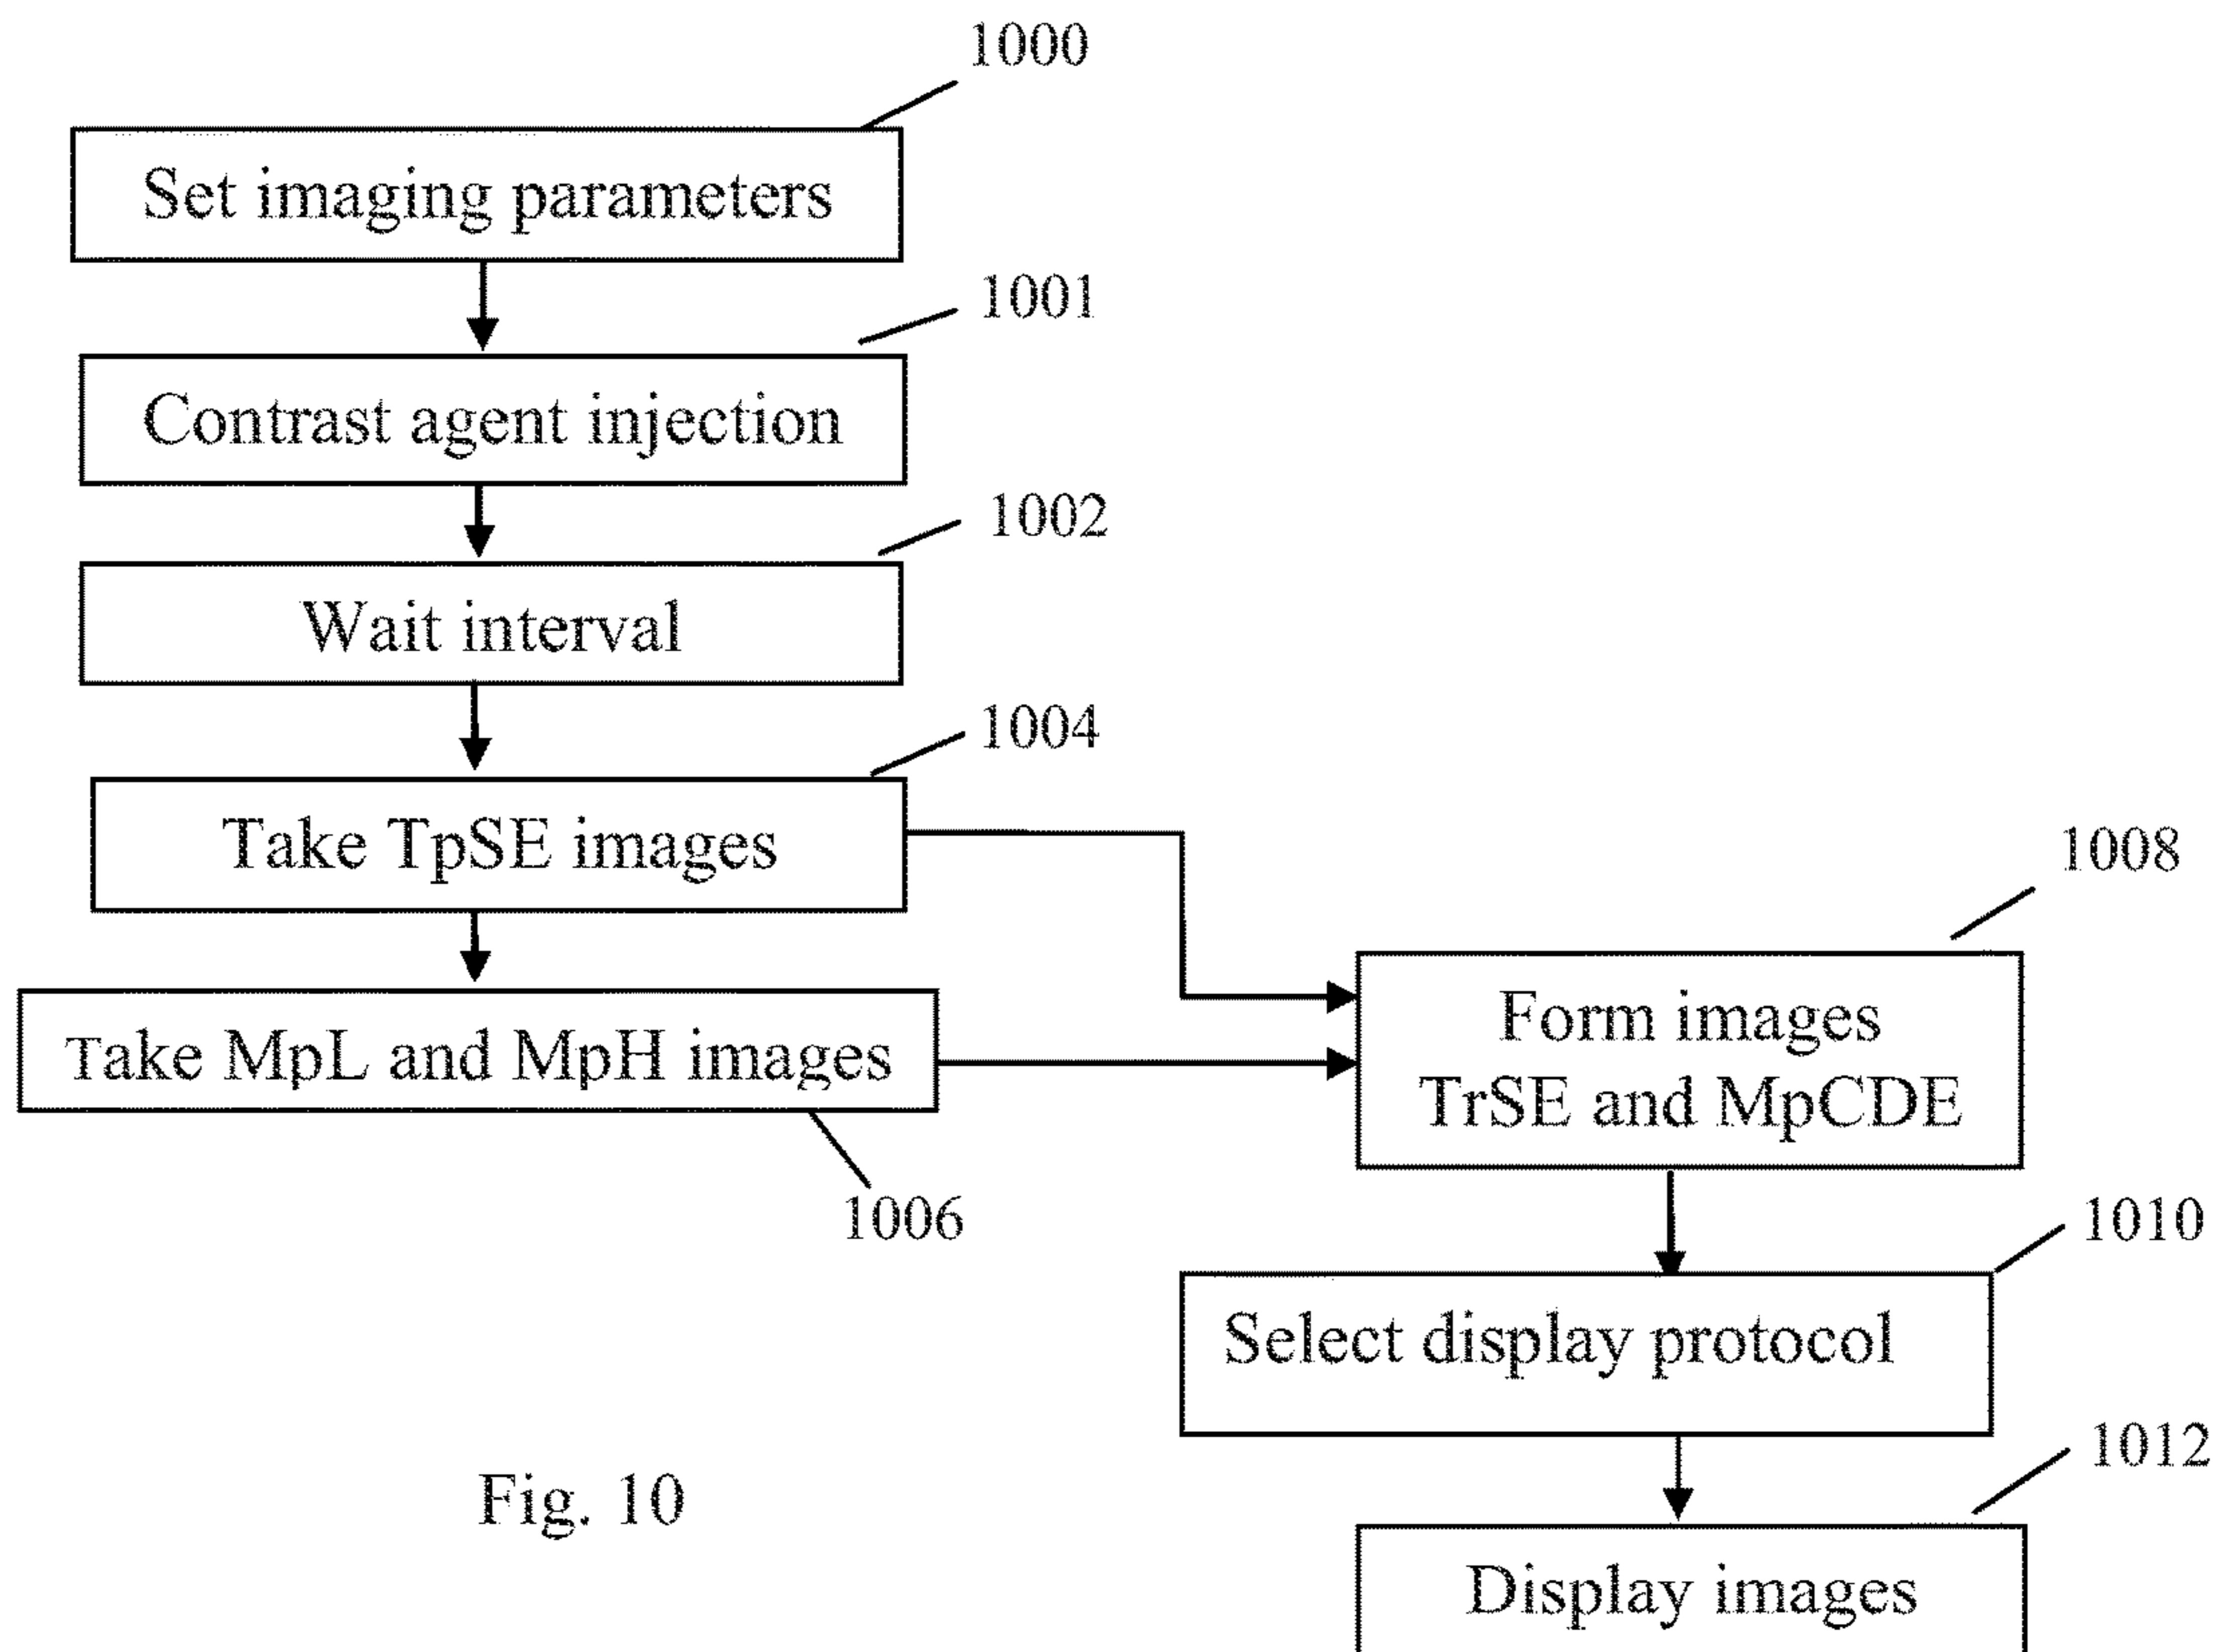 1000
Set imaging parameters
1001
Contrast agent injection
1002
Wait interval
1004
Take TpSE images
1008
Take MpL and MpH images
1006
Form images
TrSE and MpCDE
1010
Select display protocol
1012
Display images
Fig. 10